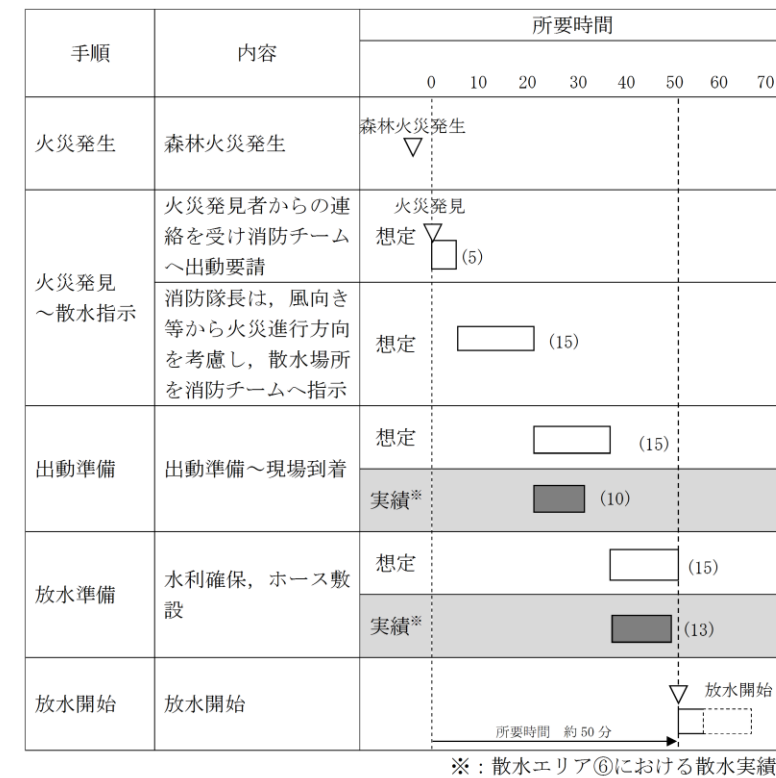 所要時間
手順
内容
0 10 20 30 40 50 60 70
火災発生
森林火災発生
森林火災発生
火災発見
~散水指示
火災発見者からの連
絡を受け消防チーム
へ出動要請
火災発見
想定
(5)
消防隊長は,風向き
等から火災進行方向
を考慮し,散水場所
を消防チームへ指示
想定
(15)
出動準備
出動準備~現場到着
想定
(15)
実績※
(10)
放水準備
水利確保,ホース敷
設
想定
(15)
実績※
(13)
放水開始
放水開始
放水開始
所要時間 約50分
※:散水エリア⑥における散水実績